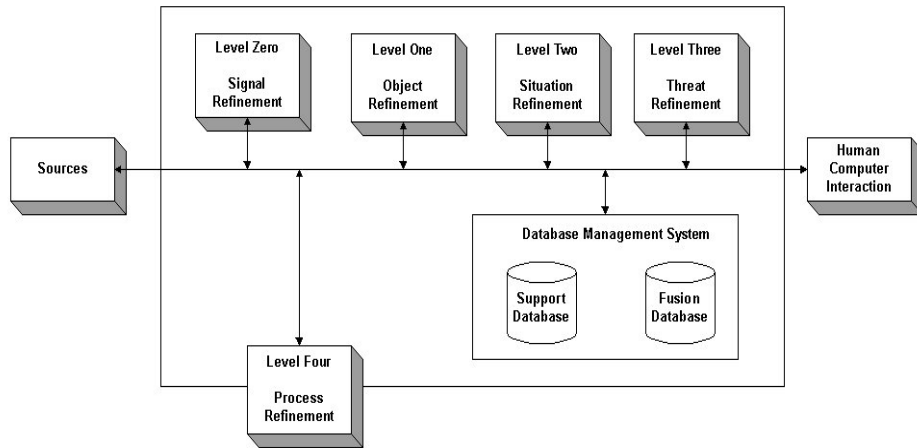 Level Zero
Signal
Refinement
Level One
Object
Refinement
Level Two
Situation
Refinement
Level Three
Threat
Refinement
Sources
Human
Computer
Interaction
Database Management System
Support
Database
Fusion
Database
Level Four
Process
Refinement